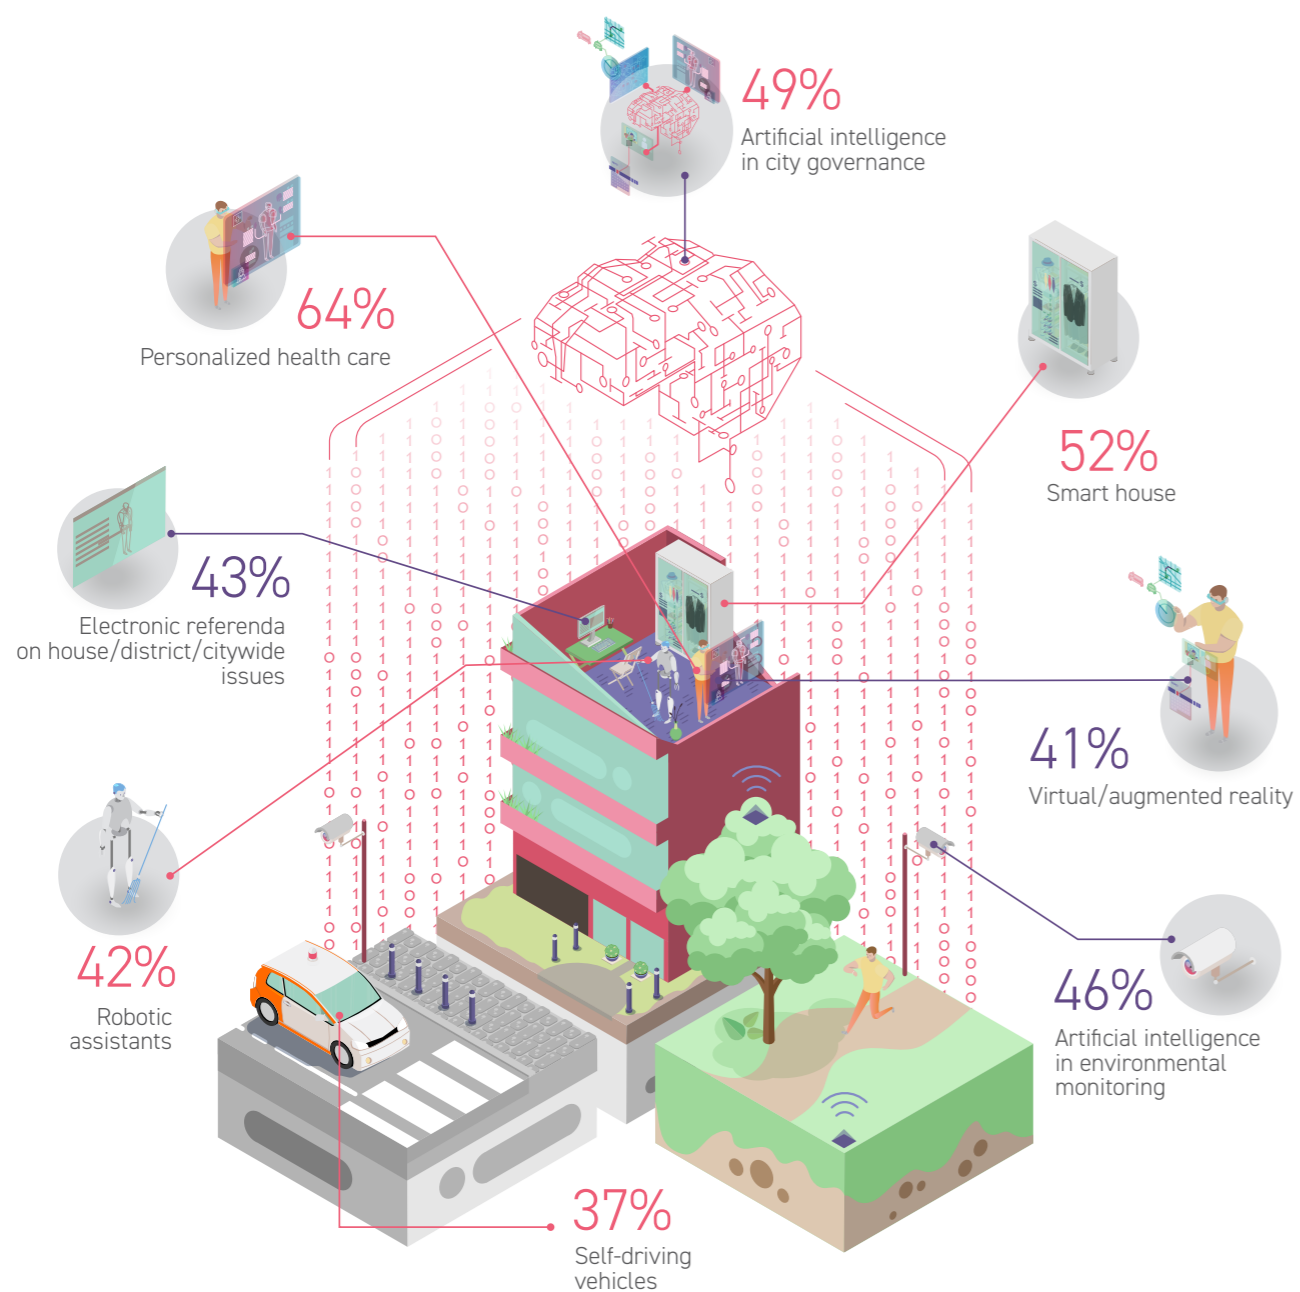 49%
Artificial intelligence
in city governance
64%
Personalized health care
52%
Smart house
43%
Electronic referenda
on house/district/citywide
issues
41%
Virtual/augmented reality
42%
Robotic
assistants
46%
Artificial intelligence
in environmental
monitoring
37%
Self-driving
vehicles